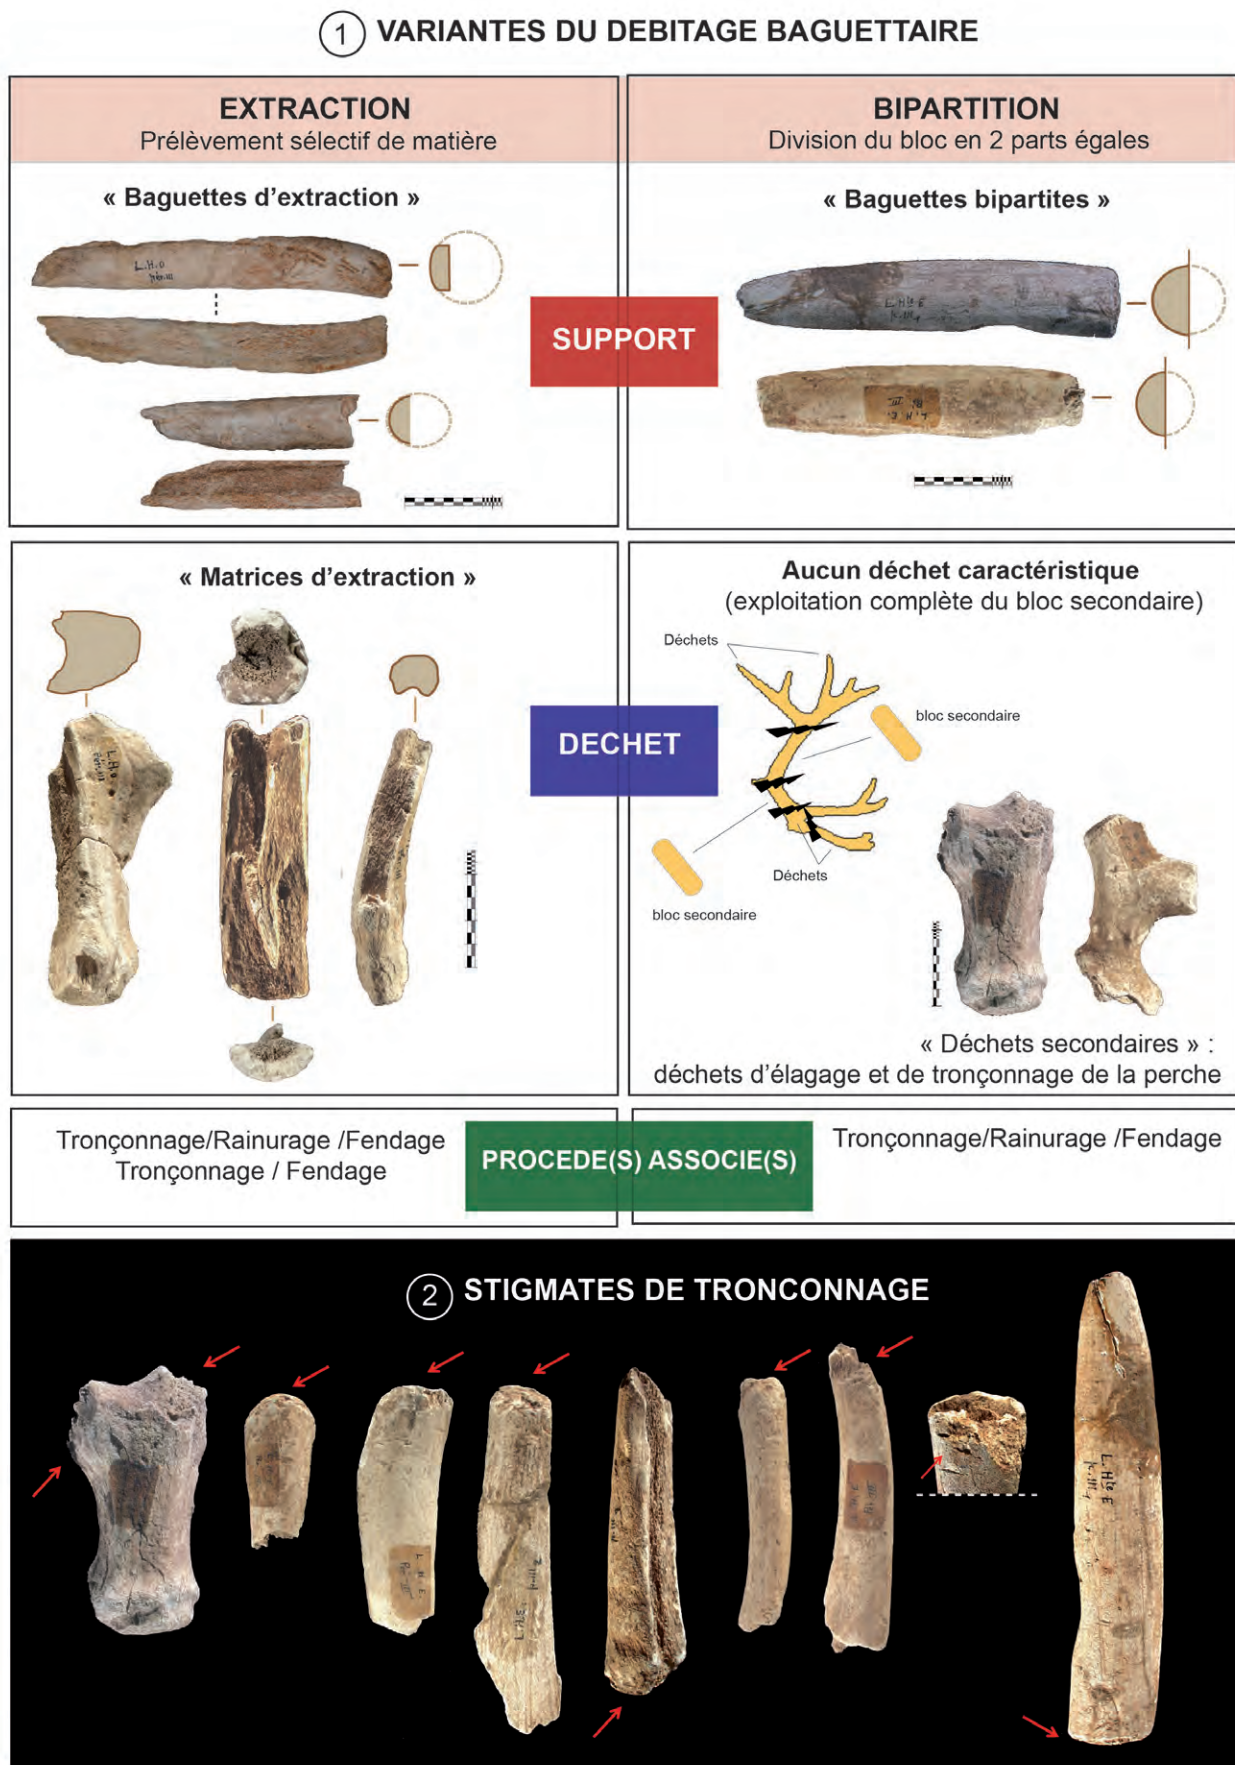 1 VARIANTES DU DEBITAGE BAGUETTAIRE
EXTRACTION
Prélèvement sélectif de matière
BIPARTITION
Division du bloc en 2 parts égales
« Baguettes d'extraction »
« Baguettes bipartites »
L.H.O
L.Hte E
SUPPORT
L.H.E.
III
« Matrices d'extraction »
Aucun déchet caractéristique
(exploitation complète du bloc secondaire)
Déchets
bloc secondaire
L.H.O.
DECHET
Déchets
bloc secondaire
« Déchets secondaires » :
déchets d'élagage et de tronçonnage de la perche
Tronçonnage/Rainurage /Fendage
Tronçonnage / Fendage
PROCEDE(S) ASSOCIE(S)
Tronçonnage/Rainurage /Fendage
2 STIGMATES DE TRONCONNAGE
L.H.E.
L.H.E.
L.Hte E